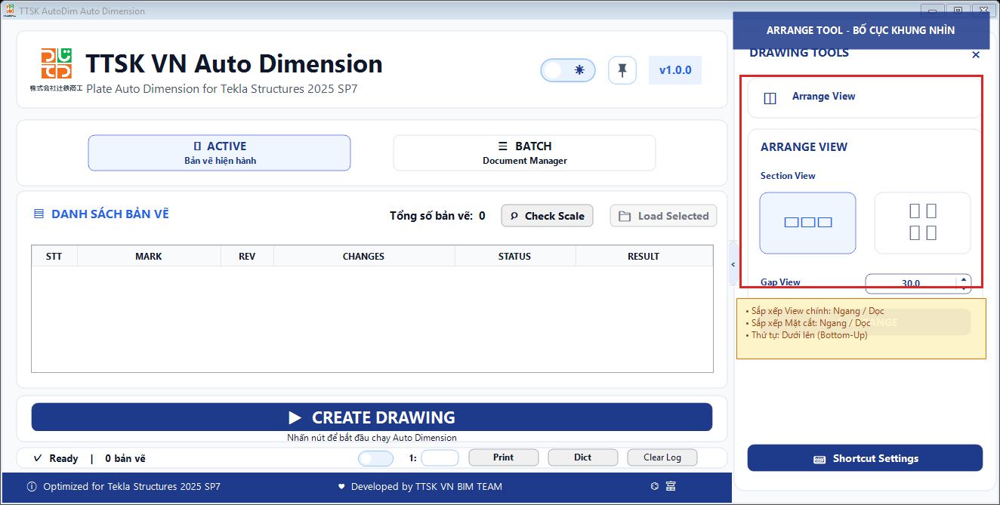 TTSK AutoDim Auto Dimension
ARRANGE TOOL - BỐ CỤC KHUNG NHÌN
DRAWING TOOLS
TTSK VN Auto Dimension
株式会社辻鉄商工
Plate Auto Dimension for Tekla Structures 2025 SP7
v1.0.0
Arrange View
ACTIVE
Bản vẽ hiện hành
BATCH
Document Manager
ARRANGE VIEW
Section View
DANH SÁCH BẢN VẼ
Tổng số bản vẽ: 0
Check Scale
Load Selected
STT MARK REV CHANGES STATUS RESULT
Gap View 30.0
• Sắp xếp View chính: Ngang / Dọc
• Sắp xếp Mặt cắt: Ngang / Dọc
• Thứ tự: Dưới lên (Bottom-Up)
CREATE DRAWING
Nhấn nút để bắt đầu chạy Auto Dimension
✓ Ready | 0 bản vẽ
1:
Print
Dict
Clear Log
Shortcut Settings
Optimized for Tekla Structures 2025 SP7
Developed by TTSK VN BIM TEAM